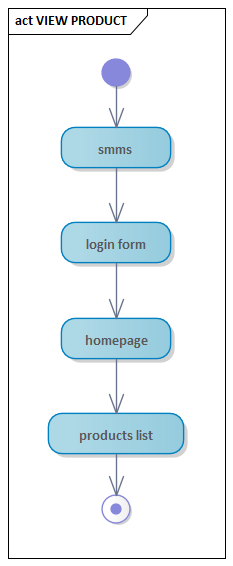 act VIEW PRODUCT
smms
login form
homepage
products list